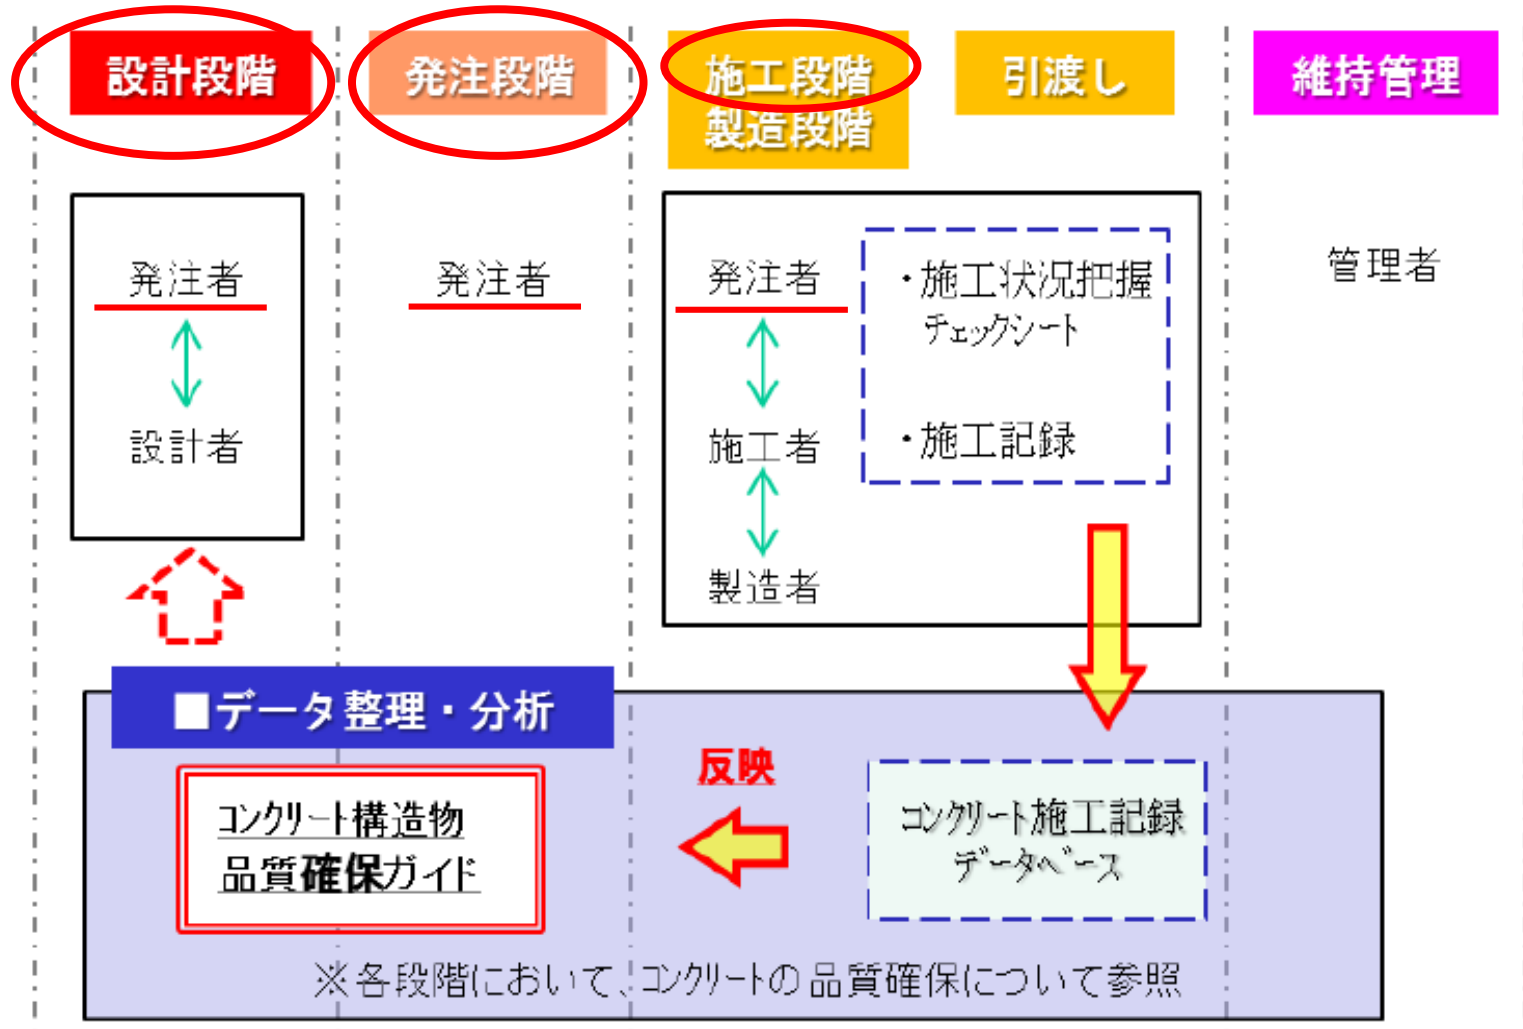 設計段階
発注段階
施工段階
製造段階
引渡し
維持管理
発注者
設計者
発注者
発注者
施工者
製造者
・施工状況把握
チェックシート
・施工記録
管理者
■データ整理・分析
コンクリート構造物
品質確保ガイド
反映
コンクリート施工記録
データベース
※各段階において、コンクリートの品質確保について参照